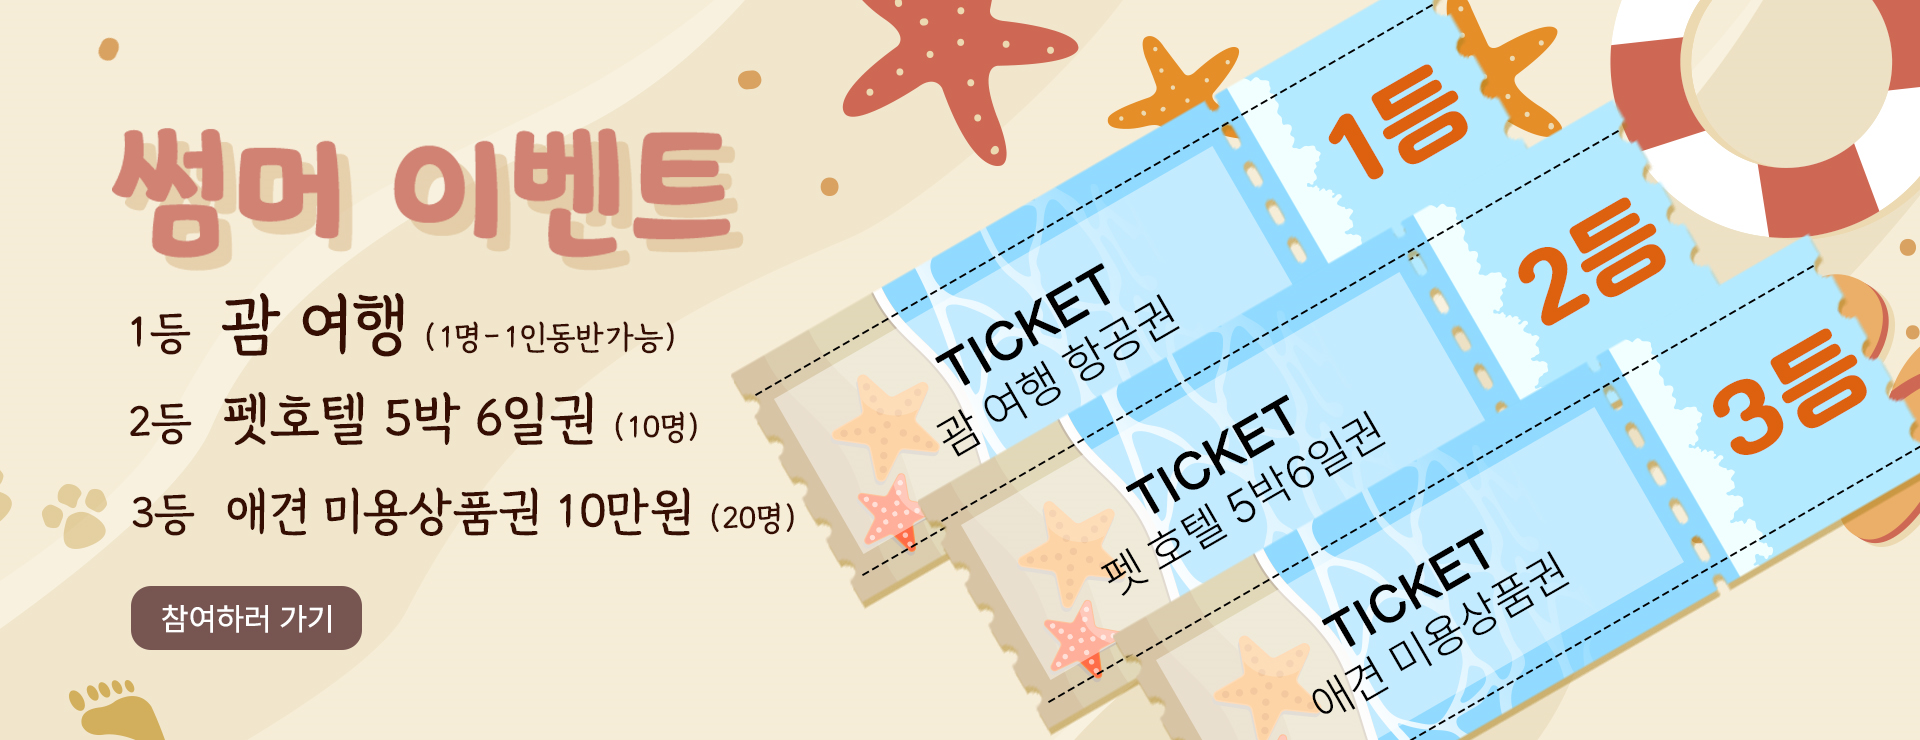 썸머 이벤트
1등 괌 여행 (1명-1인동반가능)
2등 펫호텔 5박 6일권 (10명)
3등 애견 미용상품권 10만원 (20명)
참여하러 가기
TICKET
괌 여행 항공권
1등
TICKET
펫 호텔 5박6일권
2등
TICKET
애견 미용상품권
3등